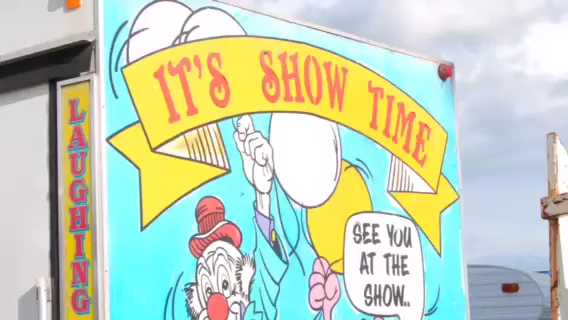 IT'S SHOW TIME
LAUGHING
SEE YOU
AT THE
SHOW..